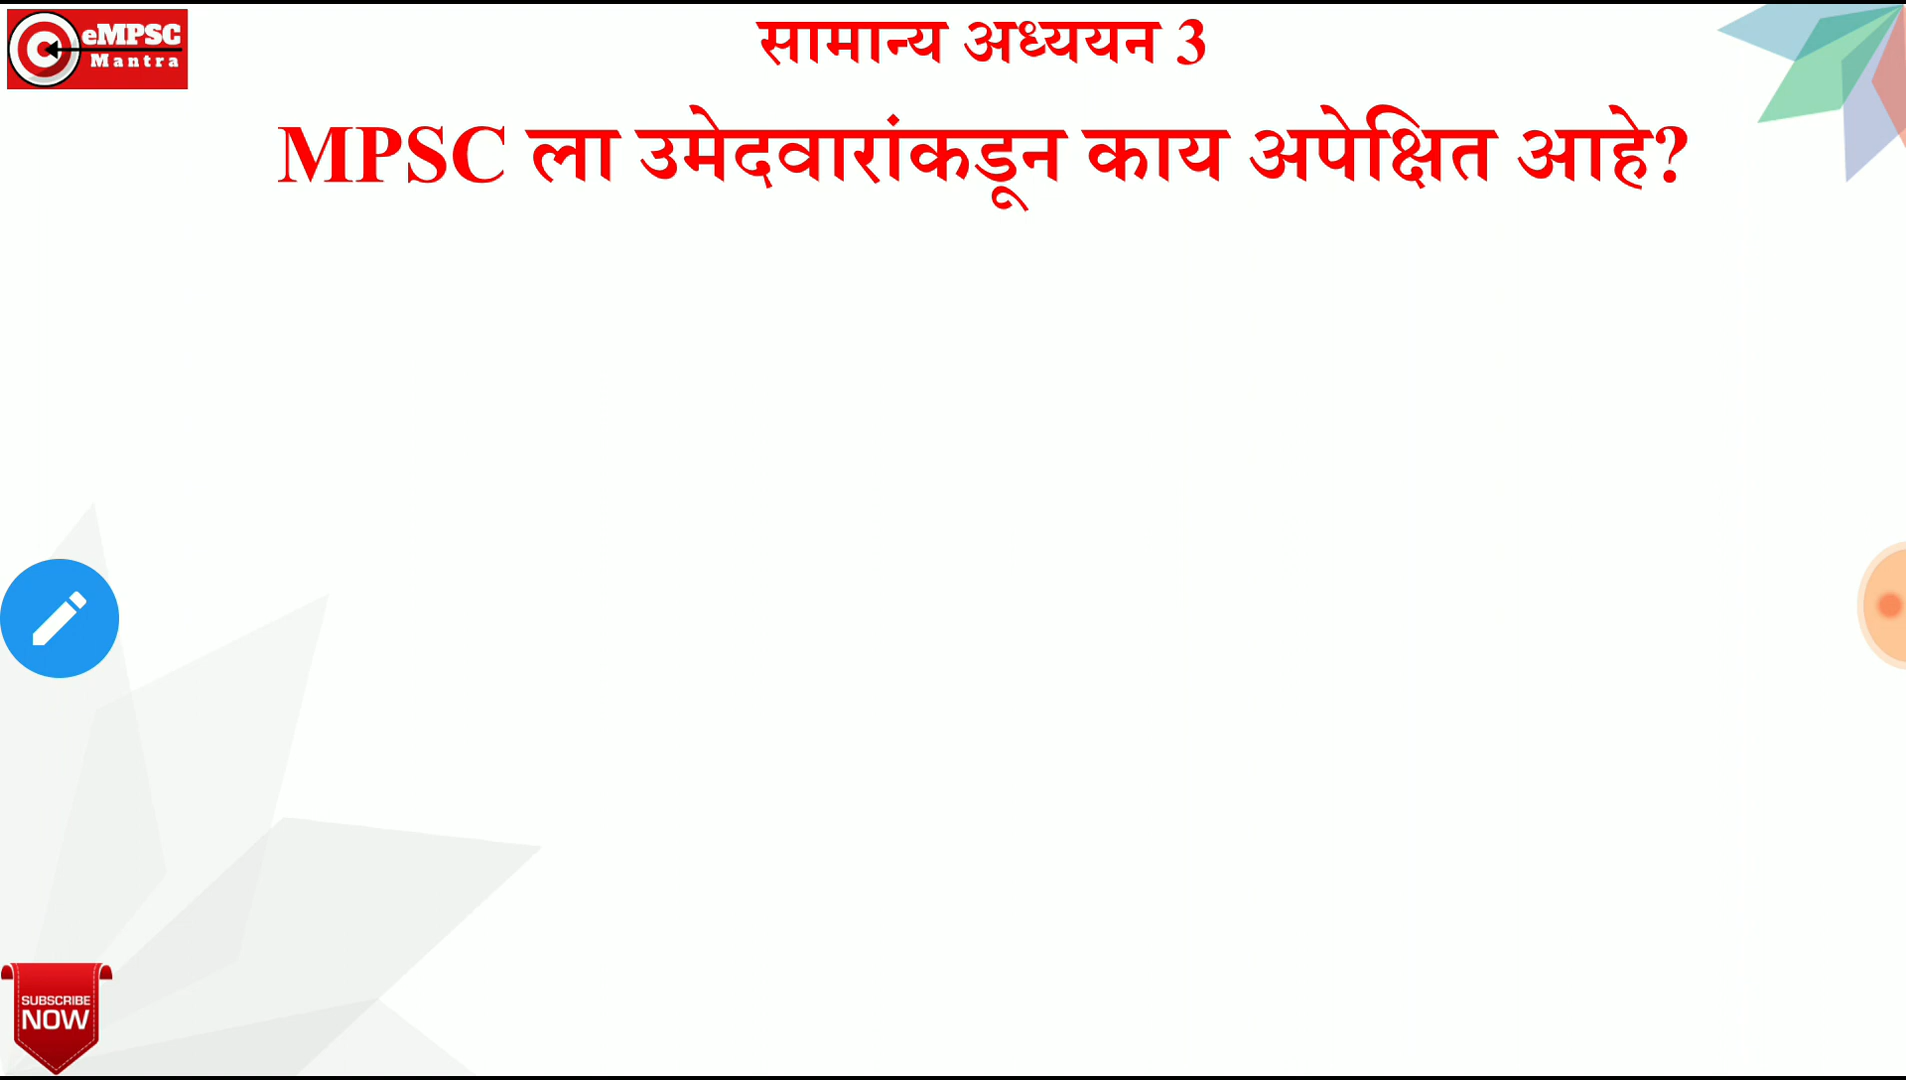 eMPSC
Mantra
सामान्य अध्ययन 3
MPSC ला उमेदवारांकडून काय अपेक्षित आहे?
SUBSCRIBE
NOW